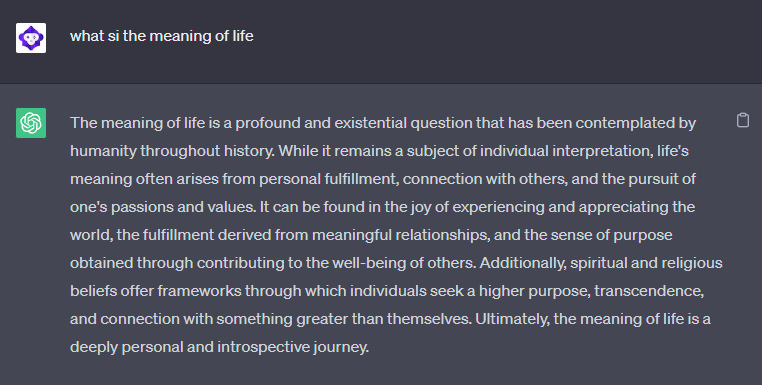 what si the meaning of life
The meaning of life is a profound and existential question that has been contemplated by
humanity throughout history. While it remains a subject of individual interpretation, life's
meaning often arises from personal fulfillment, connection with others, and the pursuit of
one's passions and values. It can be found in the joy of experiencing and appreciating the
world, the fulfillment derived from meaningful relationships, and the sense of purpose
obtained through contributing to the well-being of others. Additionally, spiritual and religious
beliefs offer frameworks through which individuals seek a higher purpose, transcendence,
and connection with something greater than themselves. Ultimately, the meaning of life is a
deeply personal and introspective journey.